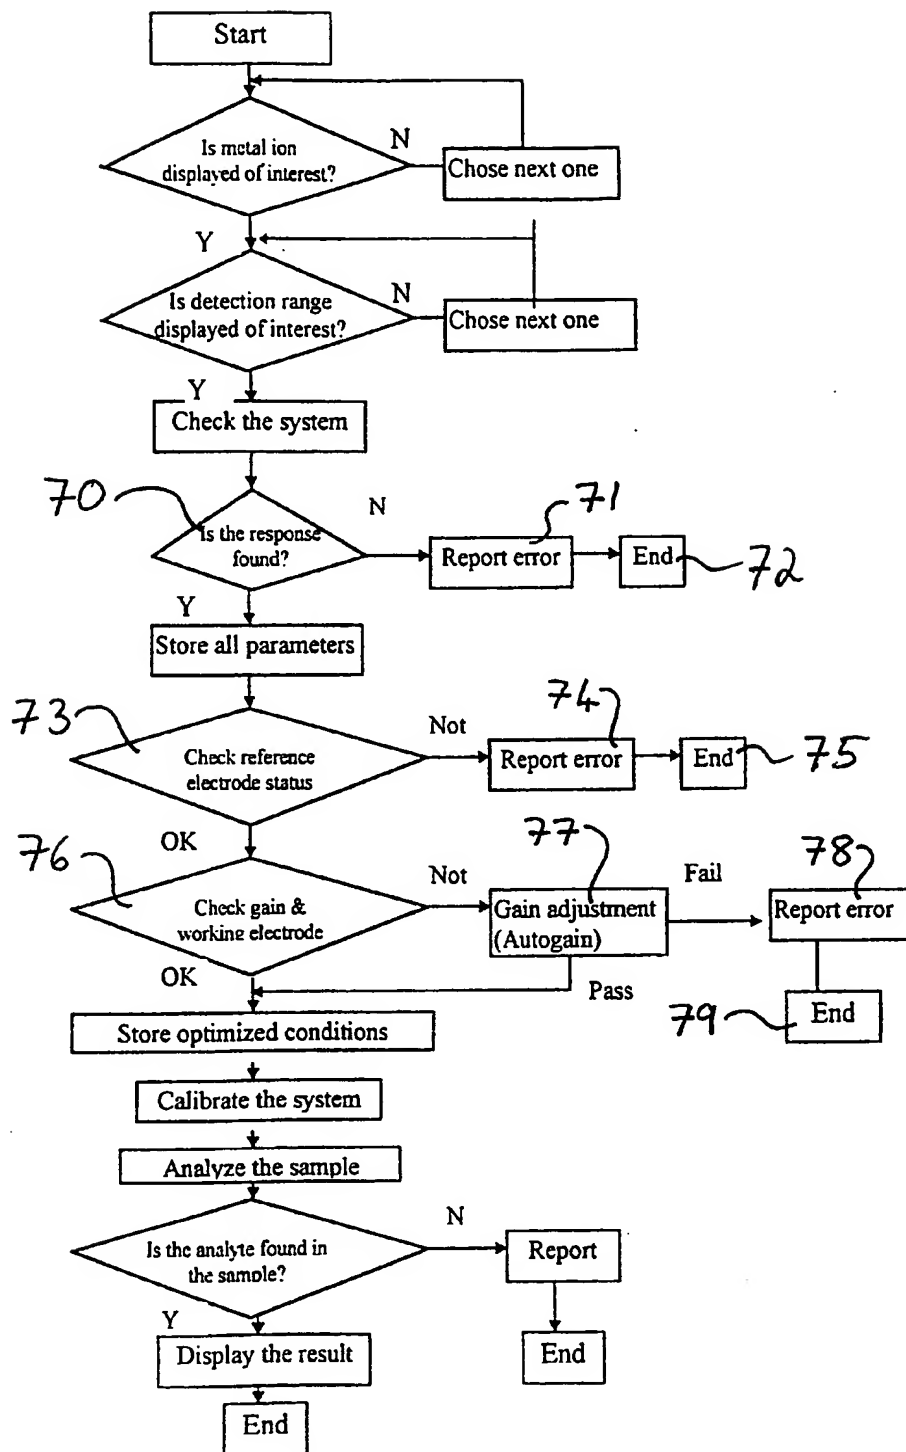 Start
Is metal ion
displayed of interest?
N
Chose next one
Y
Is detection range
displayed of interest?
N
Chose next one
Y
Check the system
70
Is the response
found?
N
71
Report error
End
72
Y
Store all parameters
73
Check reference
electrode status
Not
74
Report error
End
75
OK
76
Check gain &
working electrode
Not
77
Gain adjustment
(Autogain)
Fail
78
Report error
OK
Pass
79
End
Store optimized conditions
Calibrate the system
Analyze the sample
Is the analyte found in
the sample?
N
Report
Y
Display the result
End
End